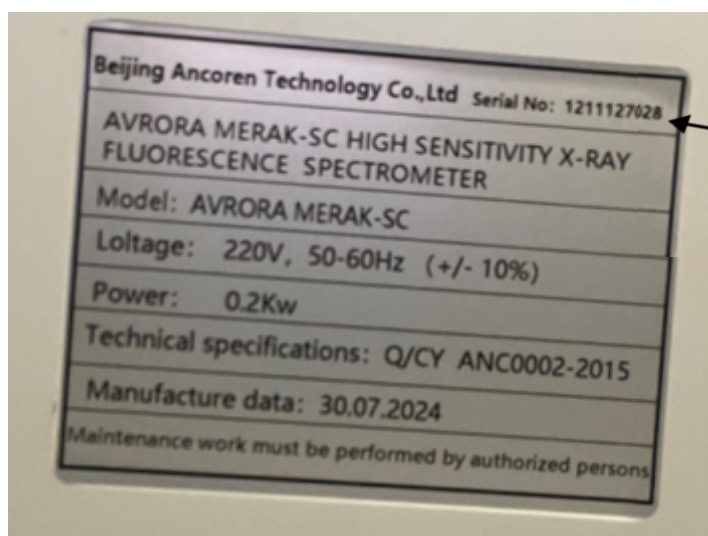 Beijing Ancoren Technology Co.,Ltd Serial No: 1211127028
AVRORA MERAK-SC HIGH SENSITIVITY X-RAY
FLUORESCENCE SPECTROMETER
Model: AVRORA MERAK-SC
Loltage: 220V, 50-60Hz (+/- 10%)
Power: 0.2Kw
Technical specifications: Q/CY ANC0002-2015
Manufacture data: 30.07.2024
Maintenance work must be performed by authorized persons